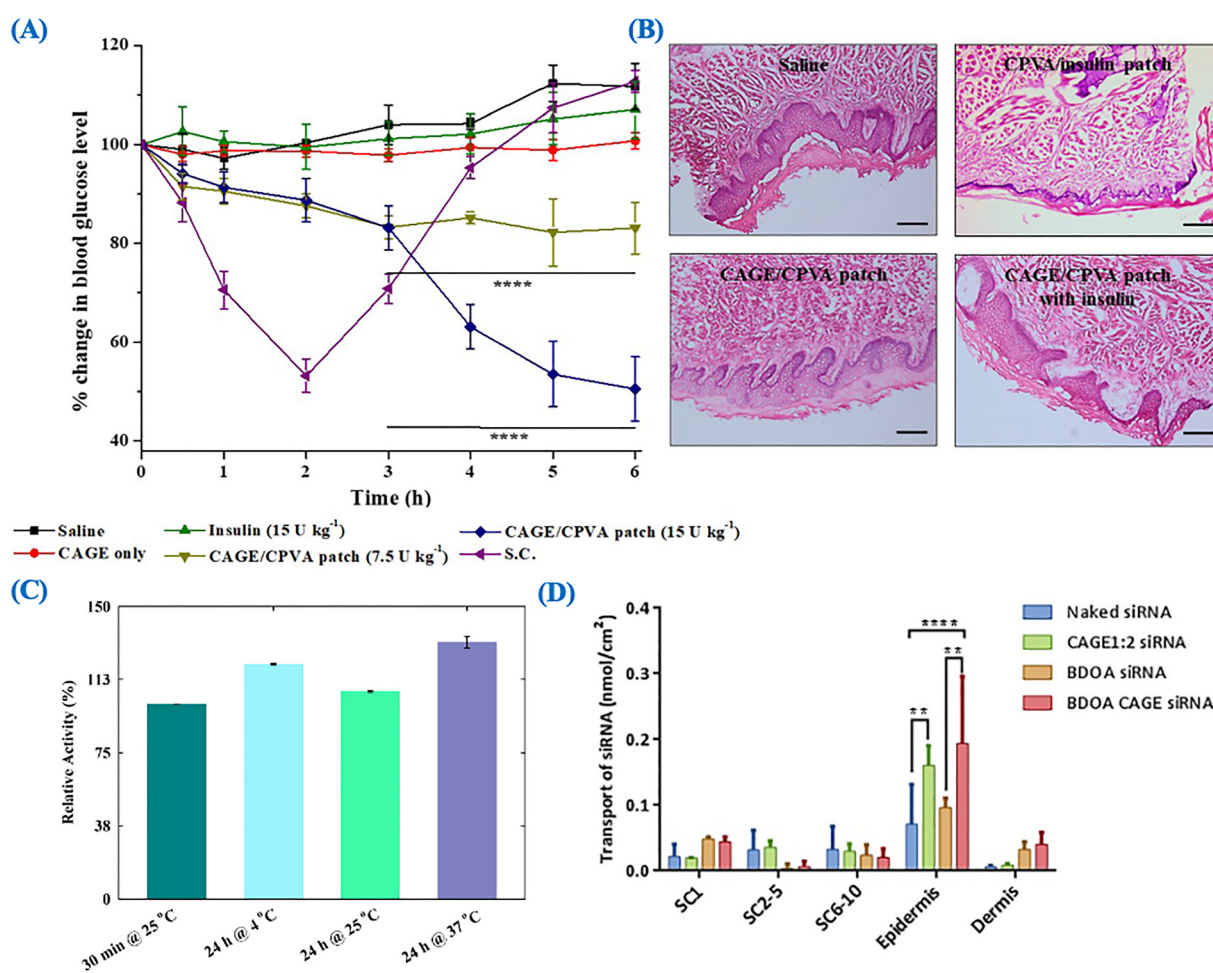 (A)
120
100
80
60
40
% change in blood glucose level
****
****
0 1 2 3 4 5 6
Time (h)
Saline
Insulin (15 U kg⁻¹)
CAGE/CPVA patch (15 U kg⁻¹)
CAGE only
CAGE/CPVA patch (7.5 U kg⁻¹)
S.C.
(B)
Saline
CPVA/insulin patch
CAGE/CPVA patch
CAGE/CPVA patch
with insulin
(C)
150
113
75
38
0
Relative Activity (%)
30 min @ 25 °C
24 h @ 4 °C
24 h @ 25 °C
24 h @ 37 °C
(D)
0.4
0.3
0.2
0.1
0.0
Transport of siRNA (nmol/cm²)
****
**
**
Naked siRNA
CAGE1:2 siRNA
BDOA siRNA
BDOA CAGE siRNA
SC1
SC2-5
SC6-10
Epidermis
Dermis